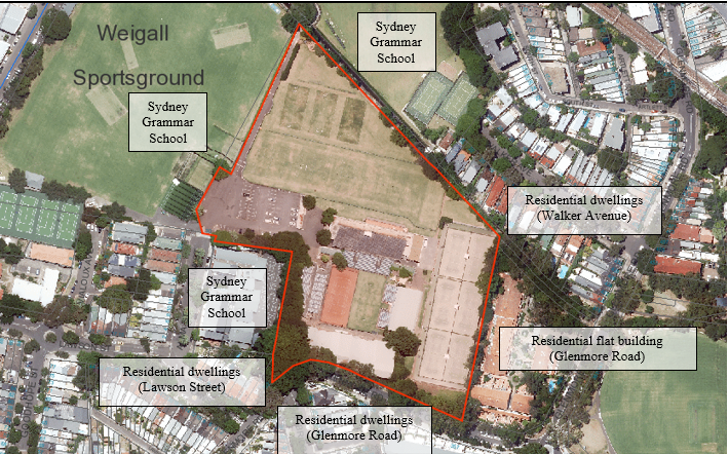 Weigall
Sportsground
Sydney
Grammar
School
Sydney
Grammar
School
Residential dwellings
(Walker Avenue)
Sydney
Grammar
School
Residential flat building
(Glenmore Road)
Residential dwellings
(Lawson Street)
Residential dwellings
(Glenmore Road)